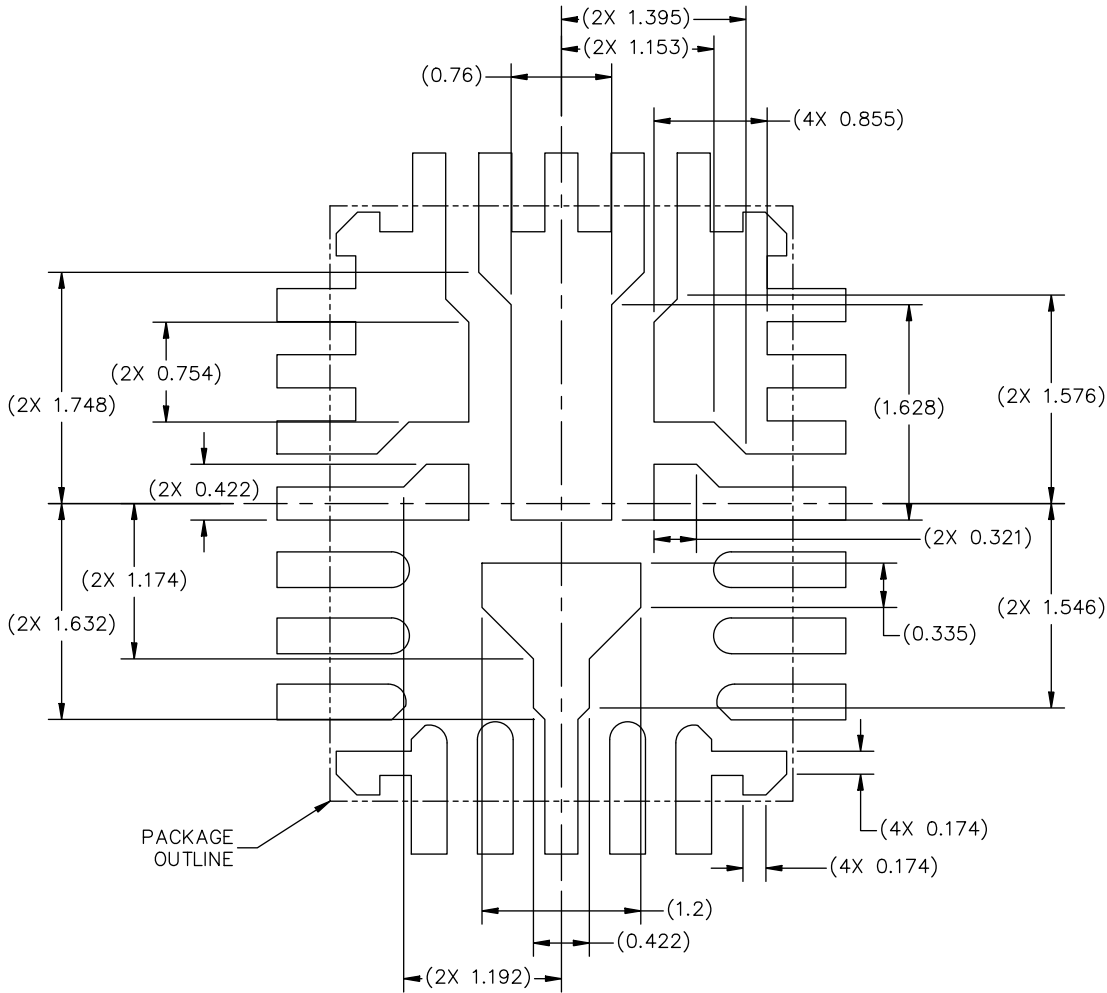 (2X 1.395)
(2X 1.153)
(0.76)
(4X 0.855)
(2X 0.754)
(2X 1.748)
(1.628)
(2X 1.576)
(2X 0.422)
(2X 0.321)
(2X 1.174)
(2X 1.632)
(2X 1.546)
(0.335)
PACKAGE
OUTLINE
(4X 0.174)
(4X 0.174)
(1.2)
(0.422)
(2X 1.192)